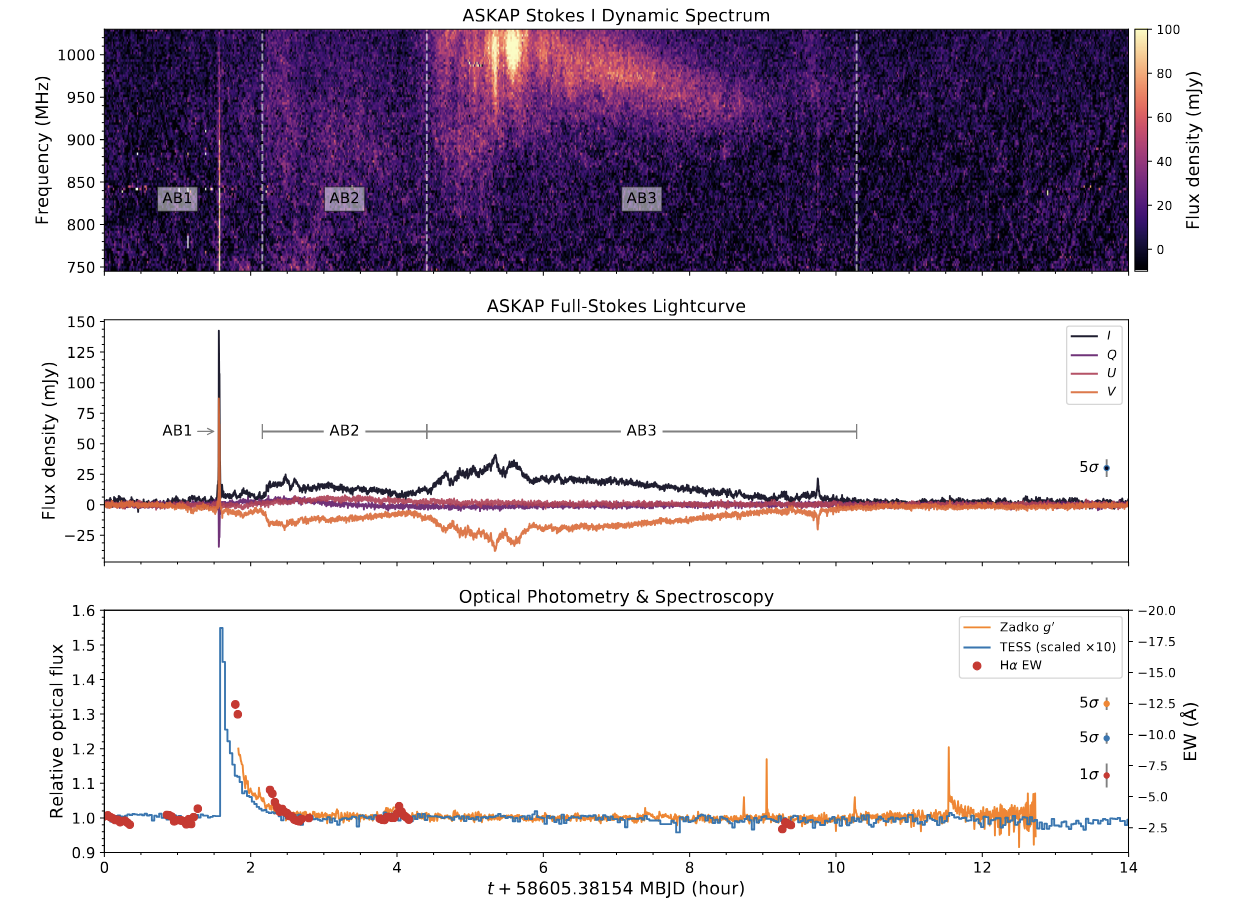 ASKAP Stokes I Dynamic Spectrum
Frequency (MHz)
1000
950
900
850
800
750
AB1
AB2
AB3
100
80
60
40
20
0
Flux density (mJy)
ASKAP Full-Stokes Lightcurve
Flux density (mJy)
150
125
100
75
50
25
0
−25
AB1
AB2
AB3
I
Q
U
V
5σ
Optical Photometry & Spectroscopy
Relative optical flux
1.6
1.5
1.4
1.3
1.2
1.1
1.0
0.9
Zadko g′
TESS (scaled ×10)
Hα EW
5σ
5σ
1σ
−20.0
−17.5
−15.0
−12.5
−10.0
−7.5
−5.0
−2.5
EW (Å)
0 2 4 6 8 10 12 14
t + 58605.38154 MBJD (hour)